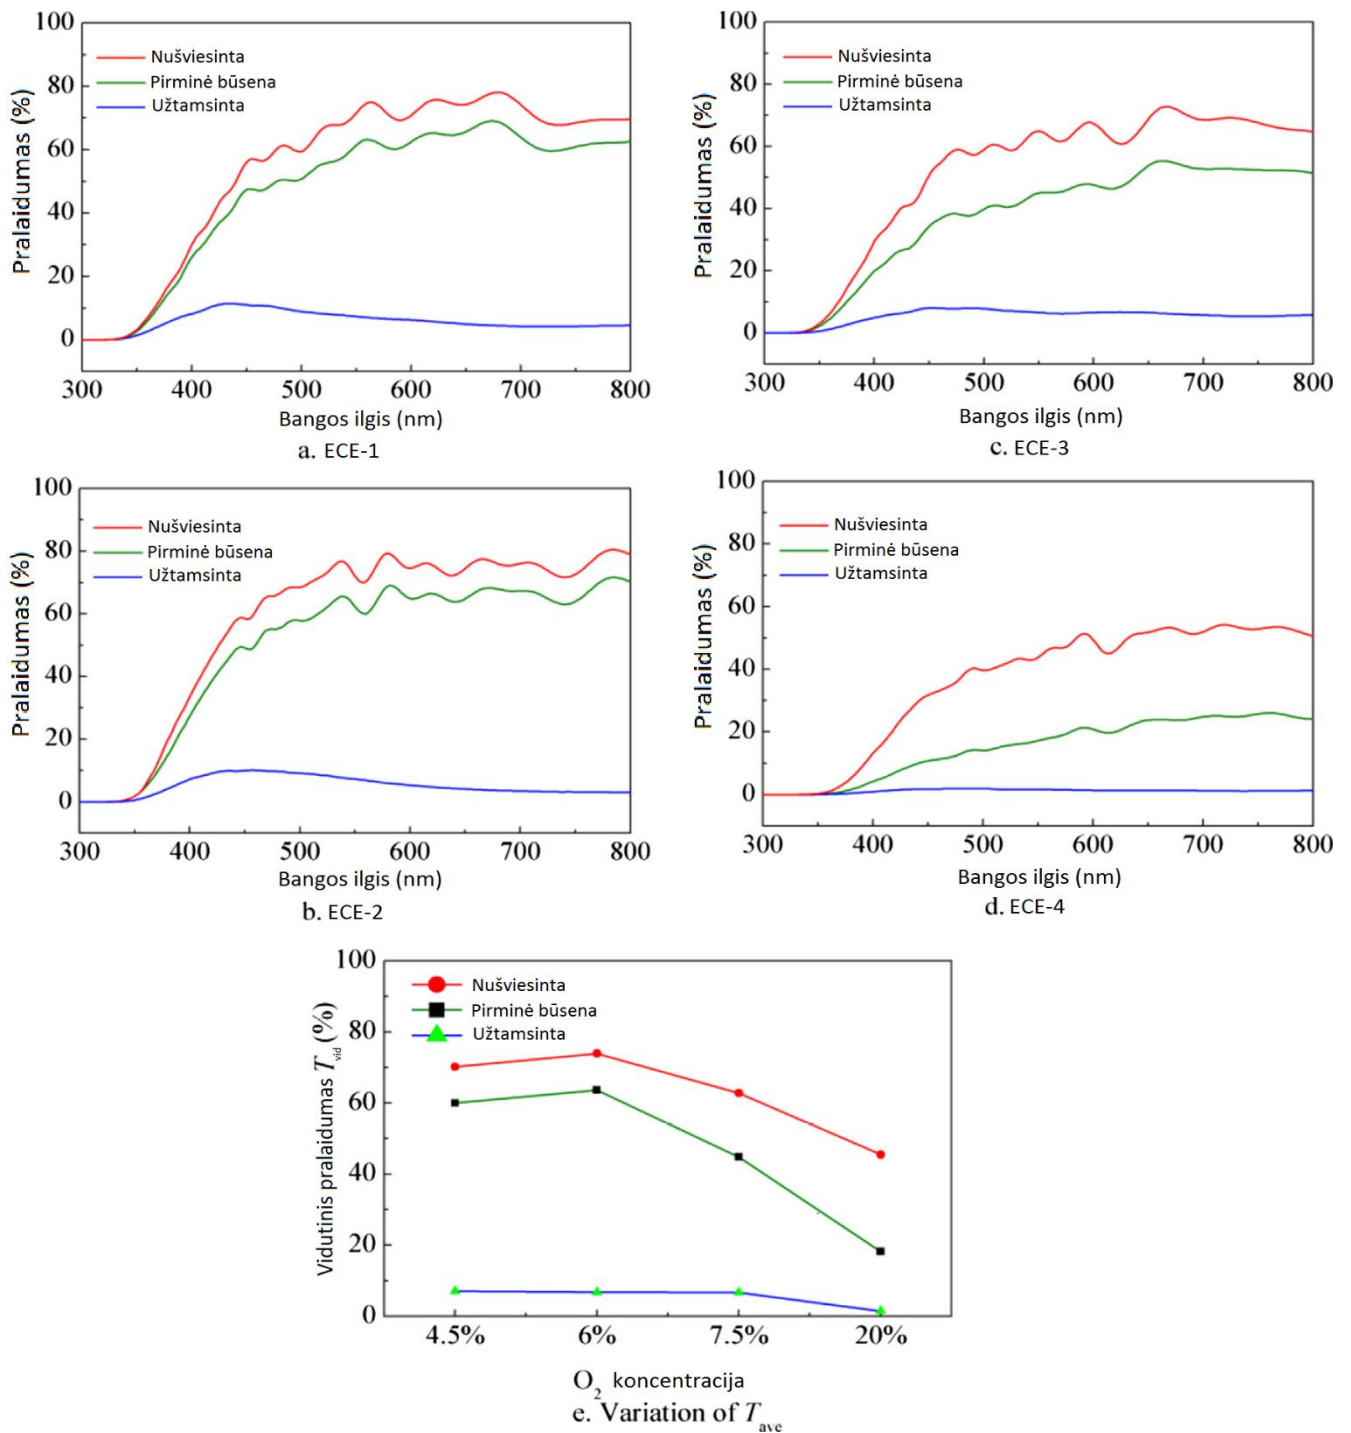 100
80
60
40
20
0
Pralaidumas (%)
Nušviesinta
Pirminė būsena
Užtamsinta
300 400 500 600 700 800
Bangos ilgis (nm)
a. ECE-1
100
80
60
40
20
0
Pralaidumas (%)
Nušviesinta
Pirminė būsena
Užtamsinta
300 400 500 600 700 800
Bangos ilgis (nm)
c. ECE-3
100
80
60
40
20
0
Pralaidumas (%)
Nušviesinta
Pirminė būsena
Užtamsinta
300 400 500 600 700 800
Bangos ilgis (nm)
b. ECE-2
100
80
60
40
20
0
Pralaidumas (%)
Nušviesinta
Pirminė būsena
Užtamsinta
300 400 500 600 700 800
Bangos ilgis (nm)
d. ECE-4
100
80
60
40
20
0
Vidutinis pralaidumas T vid (%)
Nušviesinta
Pirminė būsena
Užtamsinta
4.5% 6% 7.5% 20%
O2 koncentracija
e. Variation of Tave